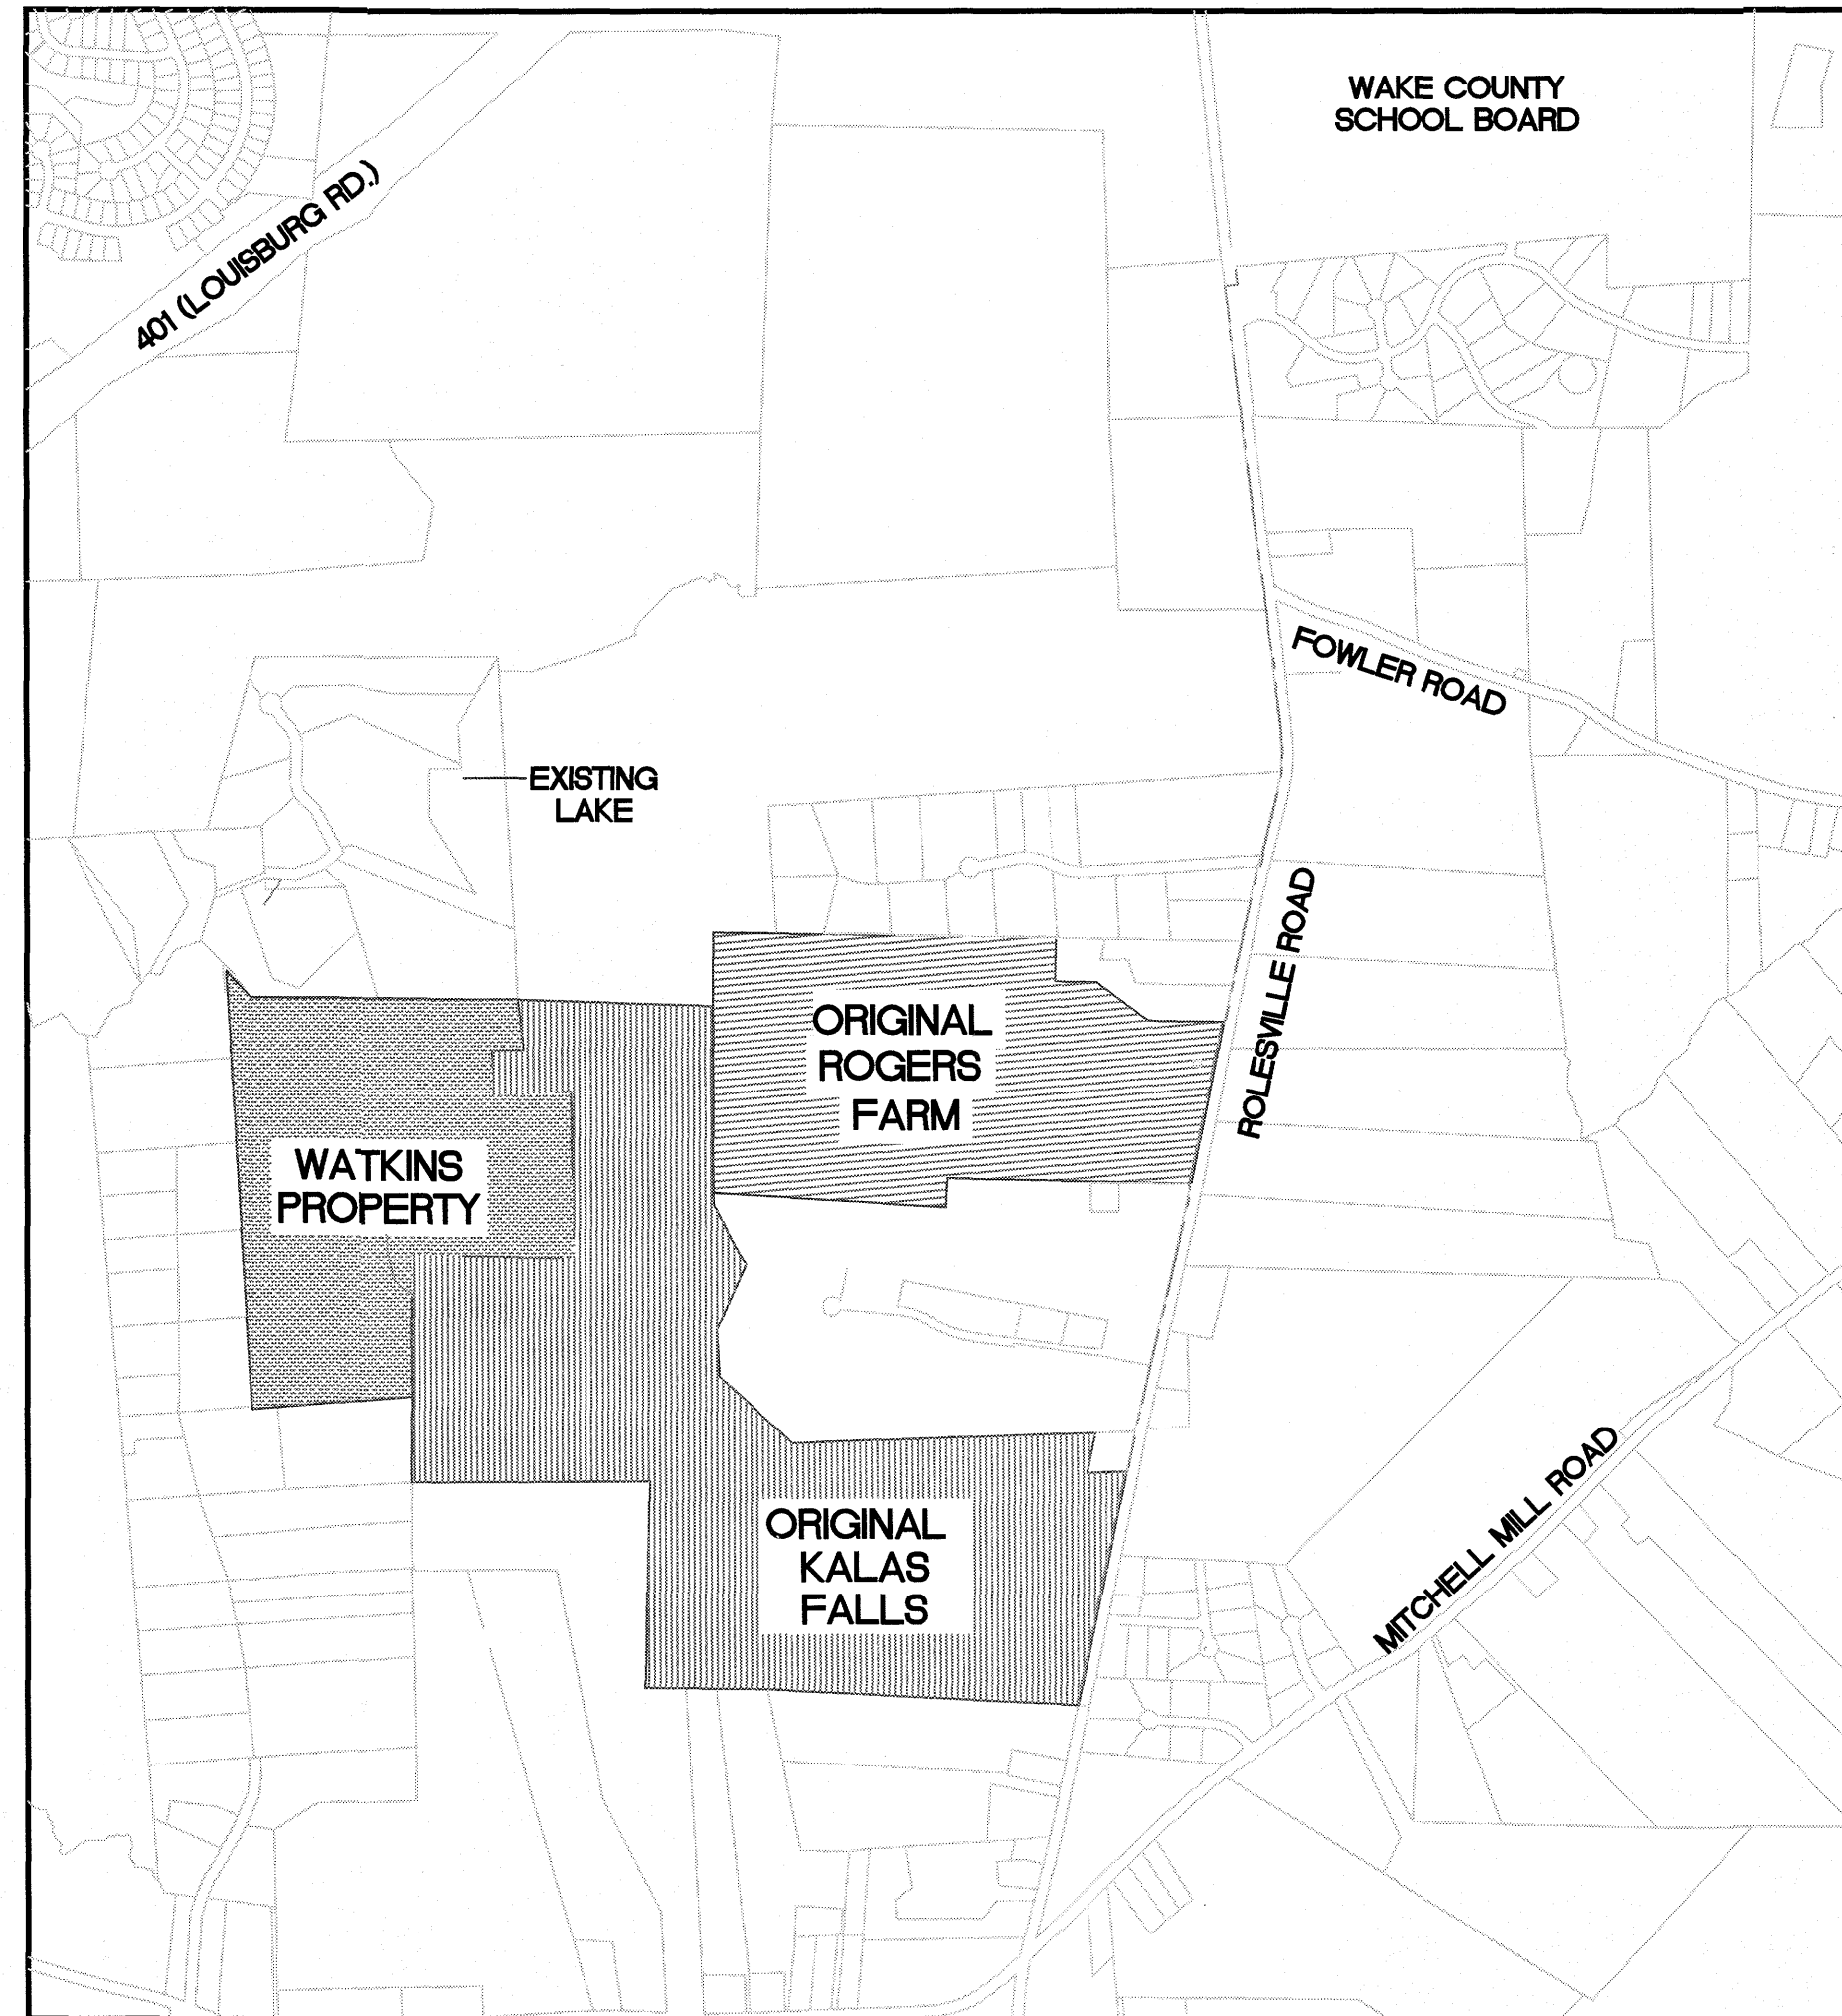 WAKE COUNTY
SCHOOL BOARD
401 (LOUISBURG RD.)
FOWLER ROAD
EXISTING
LAKE
ROLESVILLE ROAD
ORIGINAL
ROGERS
FARM
WATKINS
PROPERTY
MITCHELL MILL ROAD
ORIGINAL
KALAS
FALLS